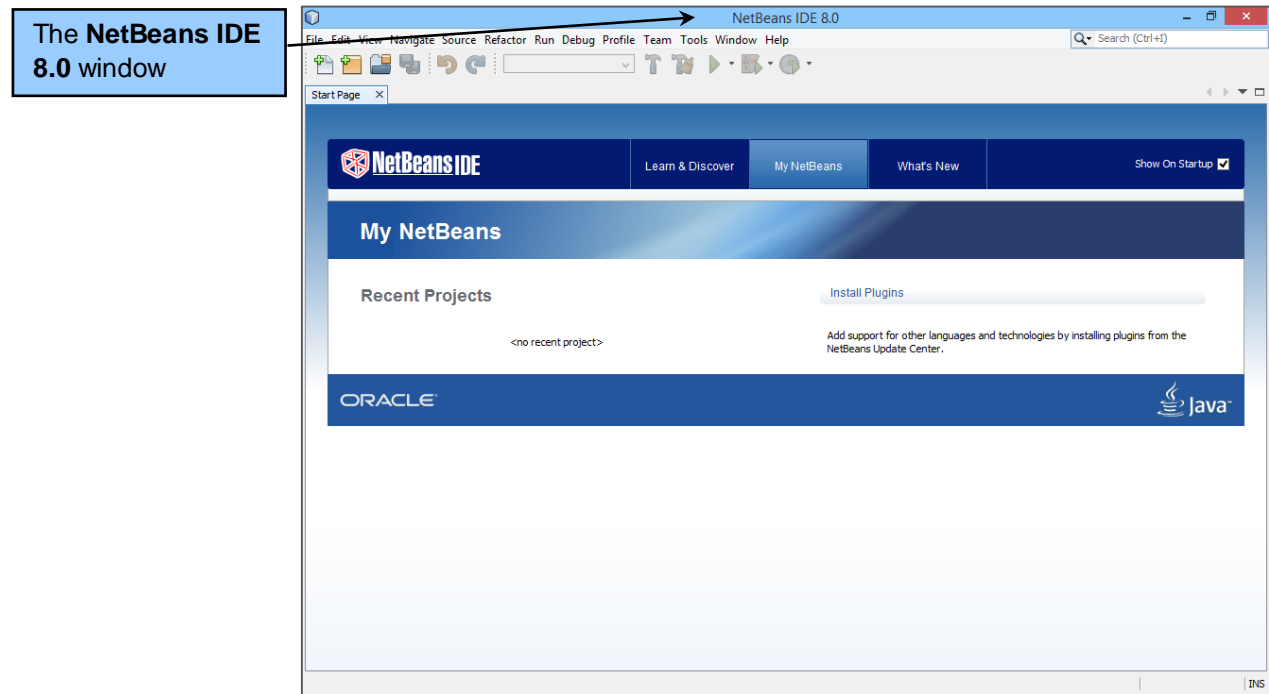 The NetBeans IDE
8.0 window
NetBeans IDE 8.0
File Edit View Navigate Source Refactor Run Debug Profile Team Tools Window Help
Search (Ctrl+I)
Start Page
NetBeans IDE
Learn & Discover
My NetBeans
What's New
Show On Startup
My NetBeans
Recent Projects
<no recent project>
Install Plugins
Add support for other languages and technologies by installing plugins from the
NetBeans Update Center.
ORACLE
Java
INS